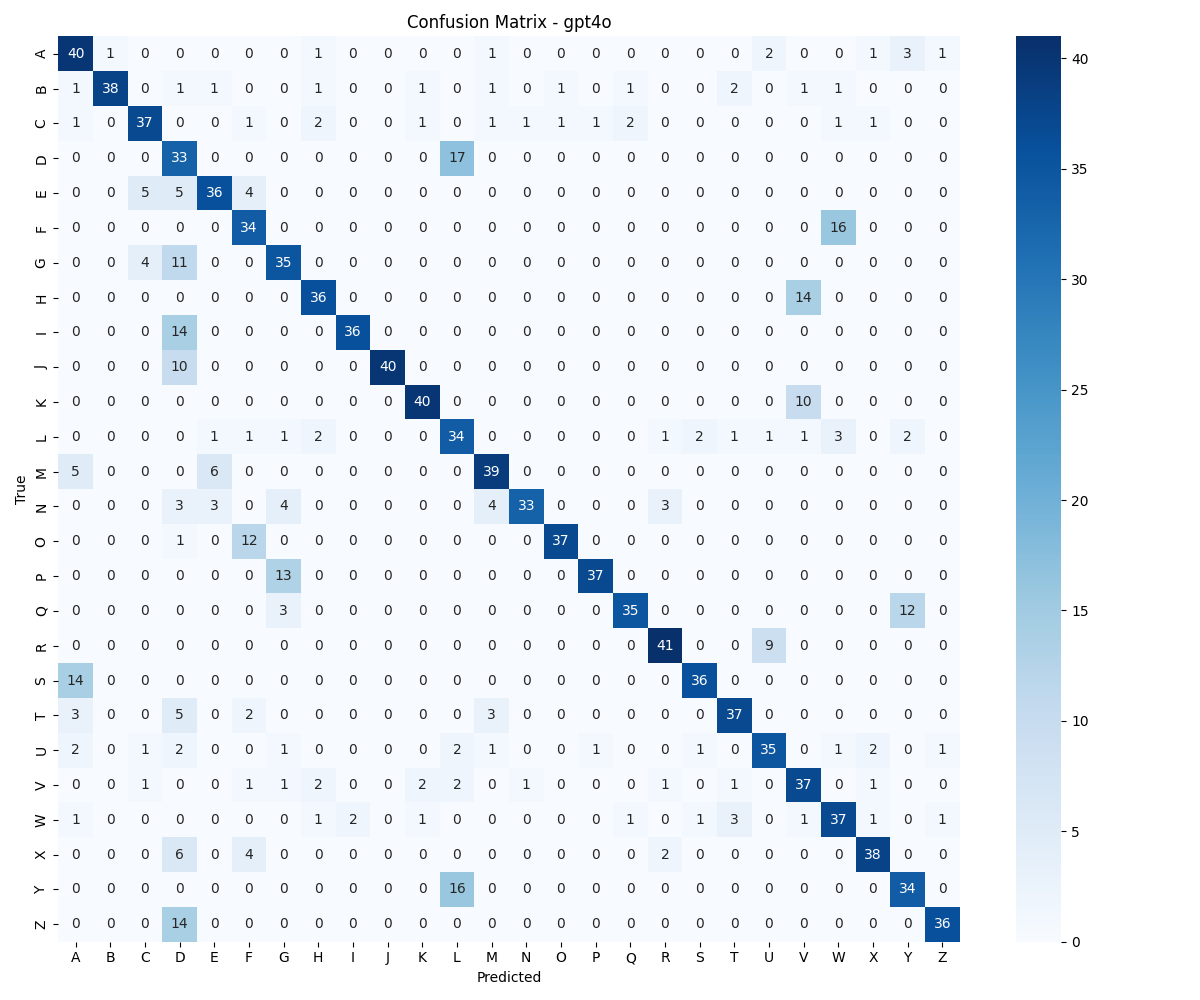 Confusion Matrix - gpt4o
A 40 1 0 0 0 0 0 1 0 0 0 0 1 0 0 0 0 0 0 0 2 0 0 1 3 1
B 1 38 0 1 1 0 0 1 0 0 1 0 1 0 1 0 1 0 0 2 0 1 1 0 0 0
C 1 0 37 0 0 1 0 2 0 0 1 0 1 1 1 1 2 0 0 0 0 0 1 1 0 0
D 0 0 0 33 0 0 0 0 0 0 0 17 0 0 0 0 0 0 0 0 0 0 0 0 0 0
E 0 0 5 5 36 4 0 0 0 0 0 0 0 0 0 0 0 0 0 0 0 0 0 0 0 0
F 0 0 0 0 0 34 0 0 0 0 0 0 0 0 0 0 0 0 0 0 0 0 16 0 0 0
G 0 0 4 11 0 0 35 0 0 0 0 0 0 0 0 0 0 0 0 0 0 0 0 0 0 0
H 0 0 0 0 0 0 0 36 0 0 0 0 0 0 0 0 0 0 0 0 0 14 0 0 0 0
I 0 0 0 14 0 0 0 0 36 0 0 0 0 0 0 0 0 0 0 0 0 0 0 0 0 0
J 0 0 0 10 0 0 0 0 0 40 0 0 0 0 0 0 0 0 0 0 0 0 0 0 0 0
K 0 0 0 0 0 0 0 0 0 0 40 0 0 0 0 0 0 0 0 0 0 10 0 0 0 0
L 0 0 0 0 1 1 1 2 0 0 0 34 0 0 0 0 0 1 2 1 1 1 3 0 2 0
M 5 0 0 0 6 0 0 0 0 0 0 0 39 0 0 0 0 0 0 0 0 0 0 0 0 0
N 0 0 0 3 3 0 4 0 0 0 0 0 4 33 0 0 0 3 0 0 0 0 0 0 0 0
O 0 0 0 1 0 12 0 0 0 0 0 0 0 0 37 0 0 0 0 0 0 0 0 0 0 0
P 0 0 0 0 0 0 13 0 0 0 0 0 0 0 0 37 0 0 0 0 0 0 0 0 0 0
Q 0 0 0 0 0 0 3 0 0 0 0 0 0 0 0 0 35 0 0 0 0 0 0 0 12 0
R 0 0 0 0 0 0 0 0 0 0 0 0 0 0 0 0 0 41 0 0 9 0 0 0 0 0
S 14 0 0 0 0 0 0 0 0 0 0 0 0 0 0 0 0 0 36 0 0 0 0 0 0 0
T 3 0 0 5 0 2 0 0 0 0 0 0 3 0 0 0 0 0 0 37 0 0 0 0 0 0
U 2 0 1 2 0 0 1 0 0 0 0 2 1 0 0 1 0 0 1 0 35 0 1 2 0 1
V 0 0 1 0 0 1 1 2 0 0 2 2 0 1 0 0 0 1 0 1 0 37 0 1 0 0
W 1 0 0 0 0 0 0 1 2 0 1 0 0 0 0 0 1 0 1 3 0 1 37 1 0 1
X 0 0 0 6 0 4 0 0 0 0 0 0 0 0 0 0 0 2 0 0 0 0 0 38 0 0
Y 0 0 0 0 0 0 0 0 0 0 0 16 0 0 0 0 0 0 0 0 0 0 0 0 34 0
Z 0 0 0 14 0 0 0 0 0 0 0 0 0 0 0 0 0 0 0 0 0 0 0 0 0 36
A B C D E F G H I J K L M N O P Q R S T U V W X Y Z
Predicted
True
40
35
30
25
20
15
10
5
0